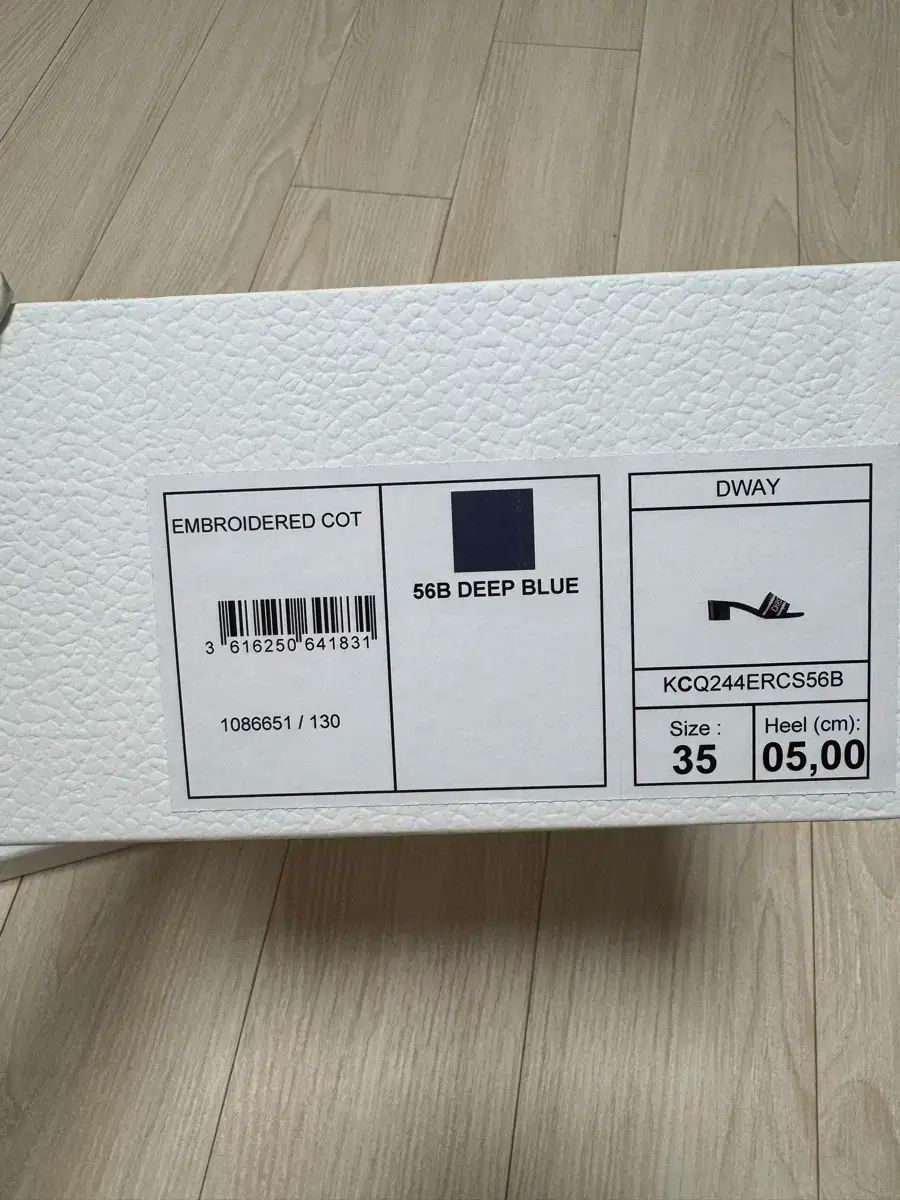 EMBROIDERED COT
3 616250 641831
1086651 / 130
56B DEEP BLUE
DWAY
KCQ244ERCS56B
Size :
35
Heel (cm):
05,00